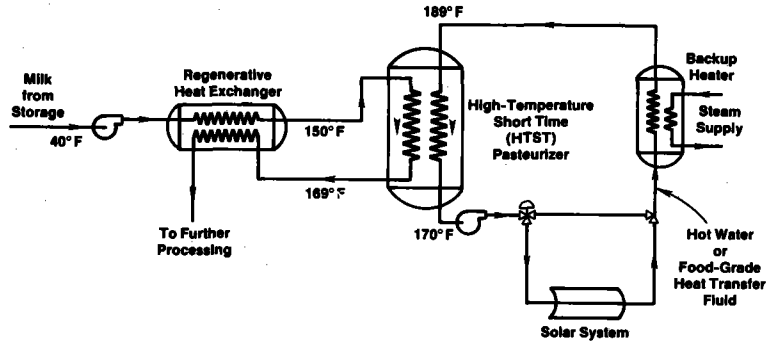 189°F
Milk
from
Storage
40°F
Regenerative
Heat Exchanger
150°F
169°F
To Further
Processing
High-Temperature
Short Time
(HTST)
Pasteurizer
170°F
Backup
Heater
Steam
Supply
Hot Water
or
Food-Grade
Heat Transfer
Fluid
Solar System